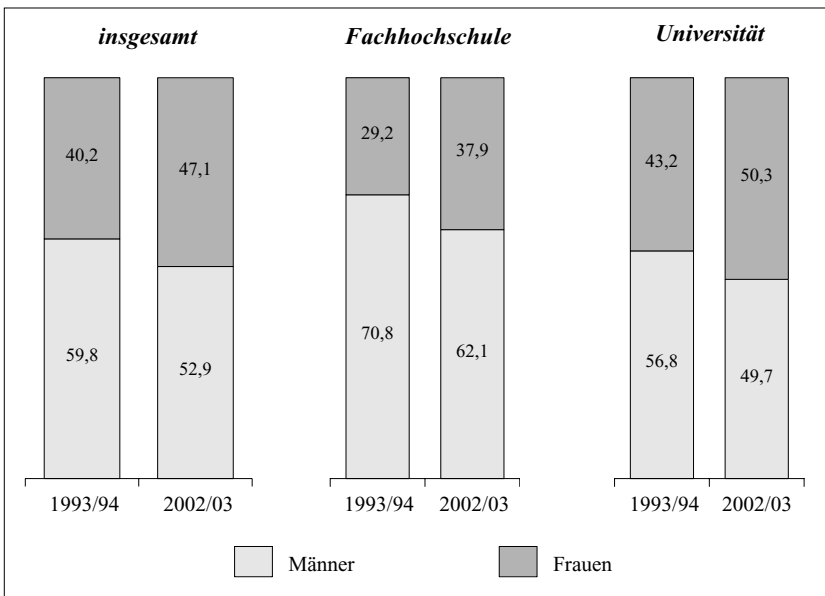 insgesamt Fachhochschule Universität
40,2 47,1 29,2 37,9 43,2 50,3
59,8 52,9 70,8 62,1 56,8 49,7
1993/94 2002/03 1993/94 2002/03 1993/94 2002/03
Männer Frauen